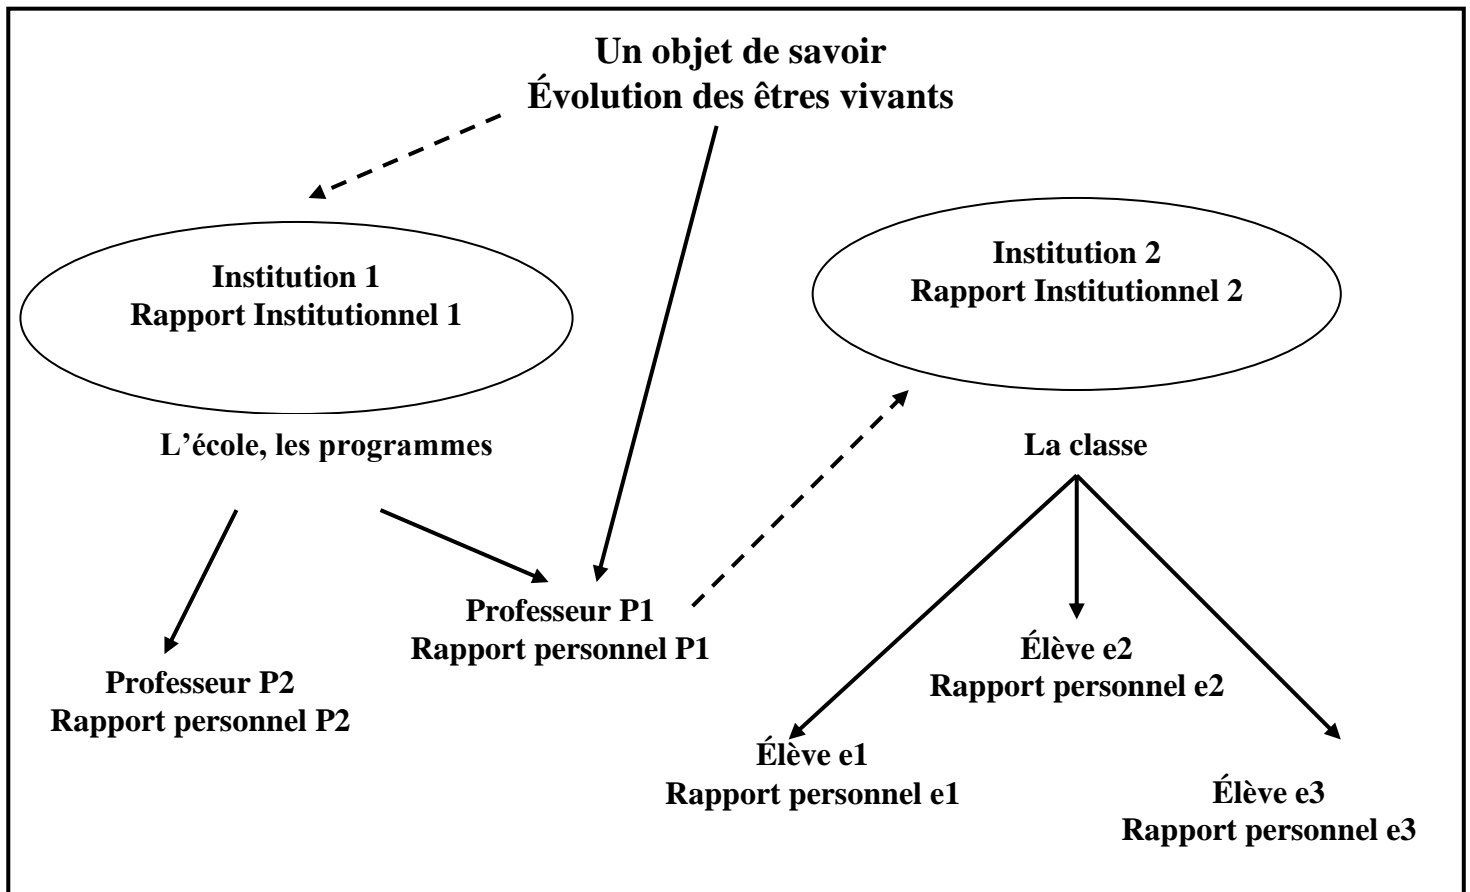 Un objet de savoir
Évolution des êtres vivants
Institution 1
Rapport Institutionnel 1
Institution 2
Rapport Institutionnel 2
L’école, les programmes
La classe
Professeur P1
Rapport personnel P1
Professeur P2
Rapport personnel P2
Élève e2
Rapport personnel e2
Élève e1
Rapport personnel e1
Élève e3
Rapport personnel e3